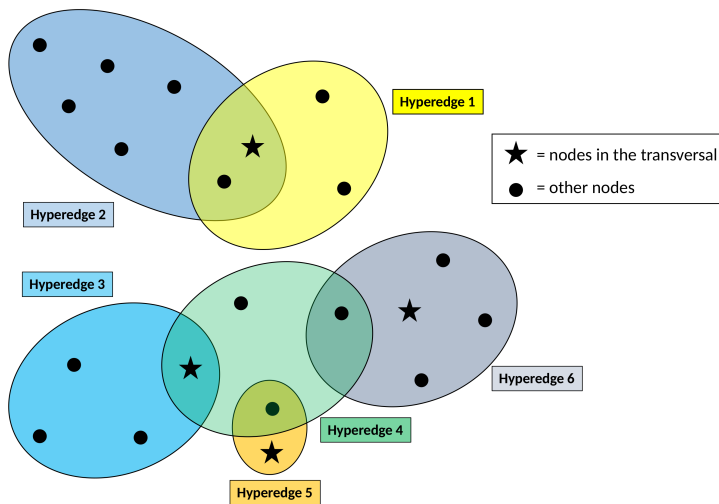 Hyperedge 1
= nodes in the transversal
= other nodes
Hyperedge 2
Hyperedge 3
Hyperedge 6
Hyperedge 4
Hyperedge 5